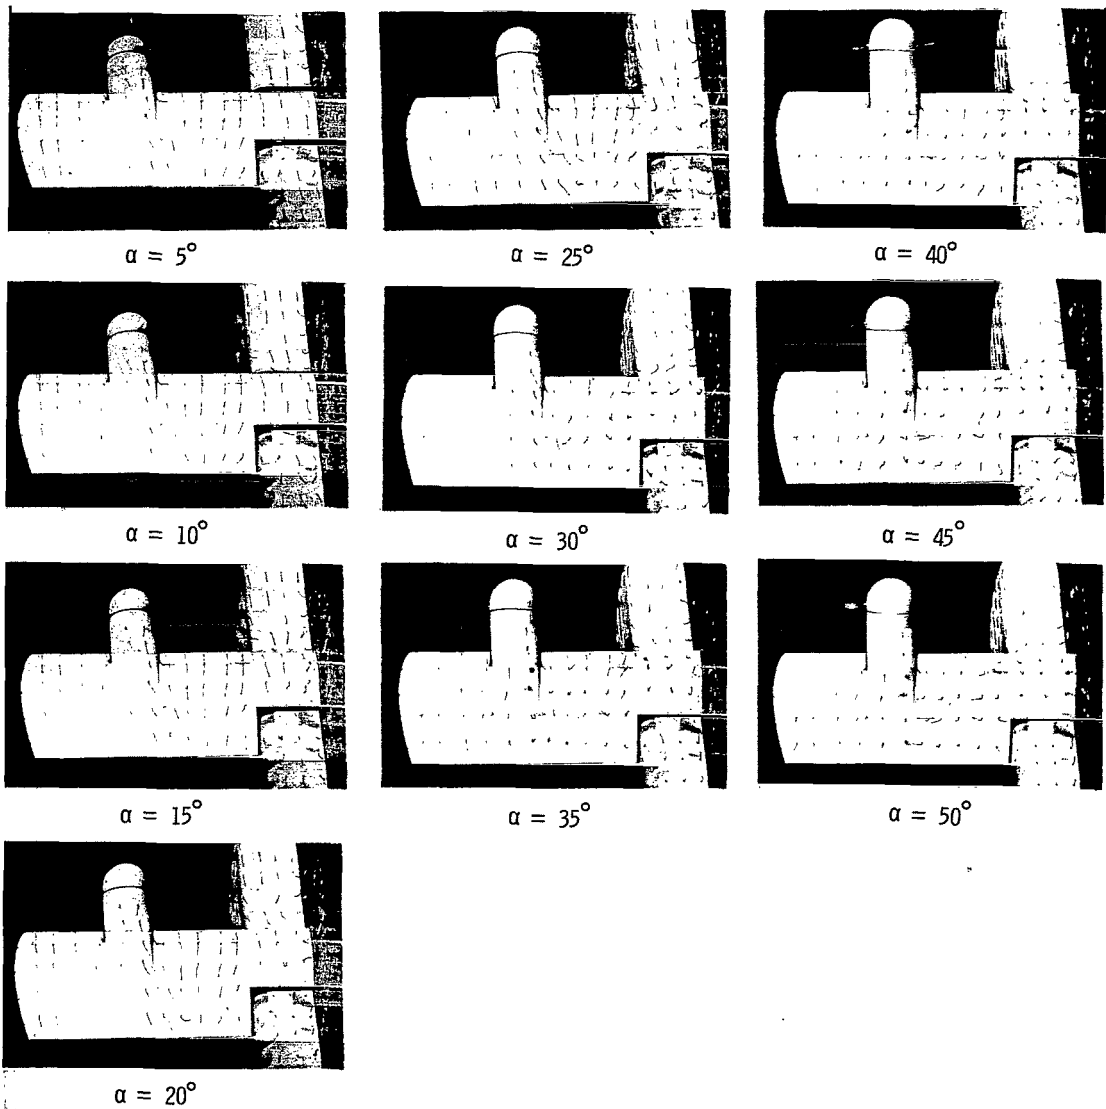 α = 5°
α = 25°
α = 40°
α = 10°
α = 30°
α = 45°
α = 15°
α = 35°
α = 50°
α = 20°